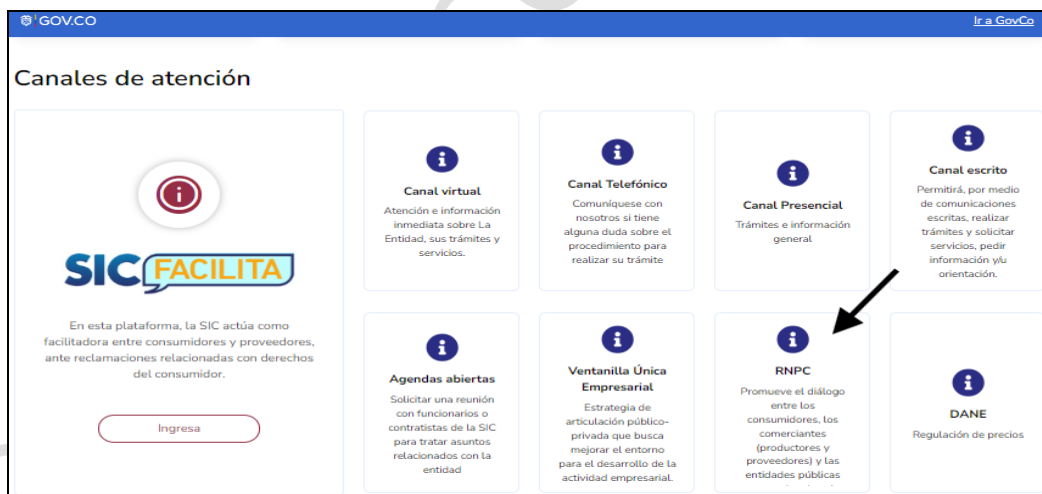 GOV.CO
Ir a GovCo
Canales de atención
SIC FACILITA
En esta plataforma, la SIC actúa como
facilitadora entre consumidores y proveedores,
ante reclamaciones relacionadas con derechos
del consumidor.
Ingresa
Canal virtual
Atención e información
inmediata sobre La
Entidad, sus trámites y
servicios.
Canal Telefónico
Comuníquese con
nosotros si tiene
alguna duda sobre el
procedimiento para
realizar su trámite
Canal Presencial
Trámites e información
general
Canal escrito
Permitirá, por medio
de comunicaciones
escritas, realizar
trámites y solicitar
servicios, pedir
información y/u
orientación.
Agendas abiertas
Solicitar una reunión
con funcionarios o
contratistas de la SIC
para tratar asuntos
relacionados con la
entidad
Ventanilla Única
Empresarial
Estrategia de
articulación público-
privada que busca
mejorar el entorno
para el desarrollo de la
actividad empresarial.
RNPC
Promueve el diálogo
entre los
consumidores, los
comerciantes
(productores y
proveedores) y las
entidades públicas
DANE
Regulación de precios